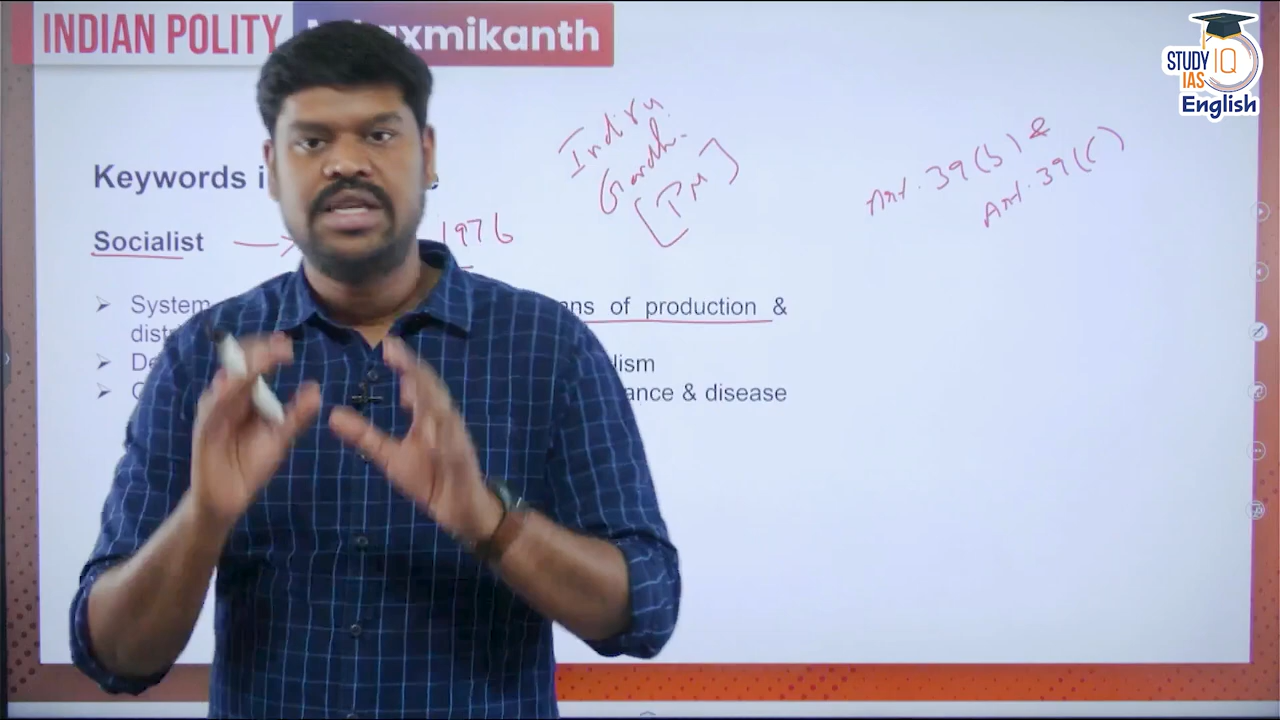 INDIAN POLITY
axmikanth
STUDY IQ
IAS
English
Keywords i
Indira
Gandhi
[PM]
Art. 39(b) &
Art. 39(c)
Socialist
1976
System
ans of production &
dist
De
lism
ance & disease